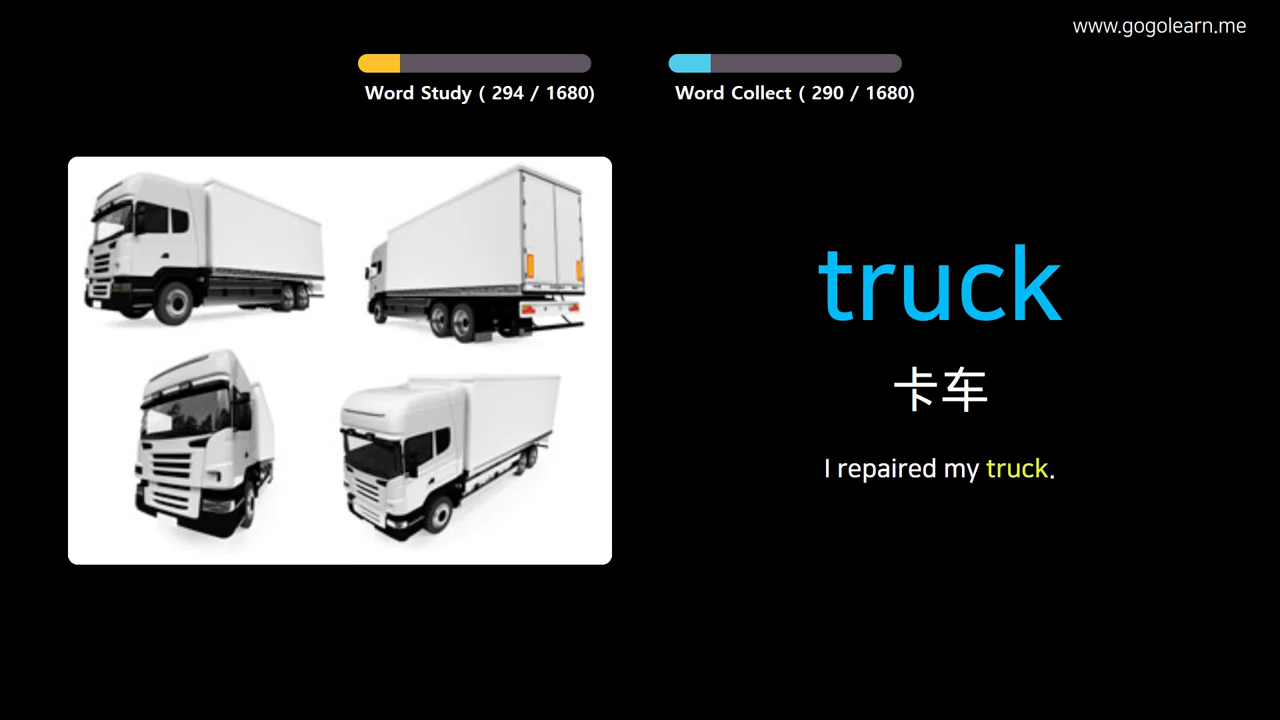 www.gogolearn.me
Word Study ( 294 / 1680)
Word Collect ( 290 / 1680)
truck
卡车
I repaired my truck.